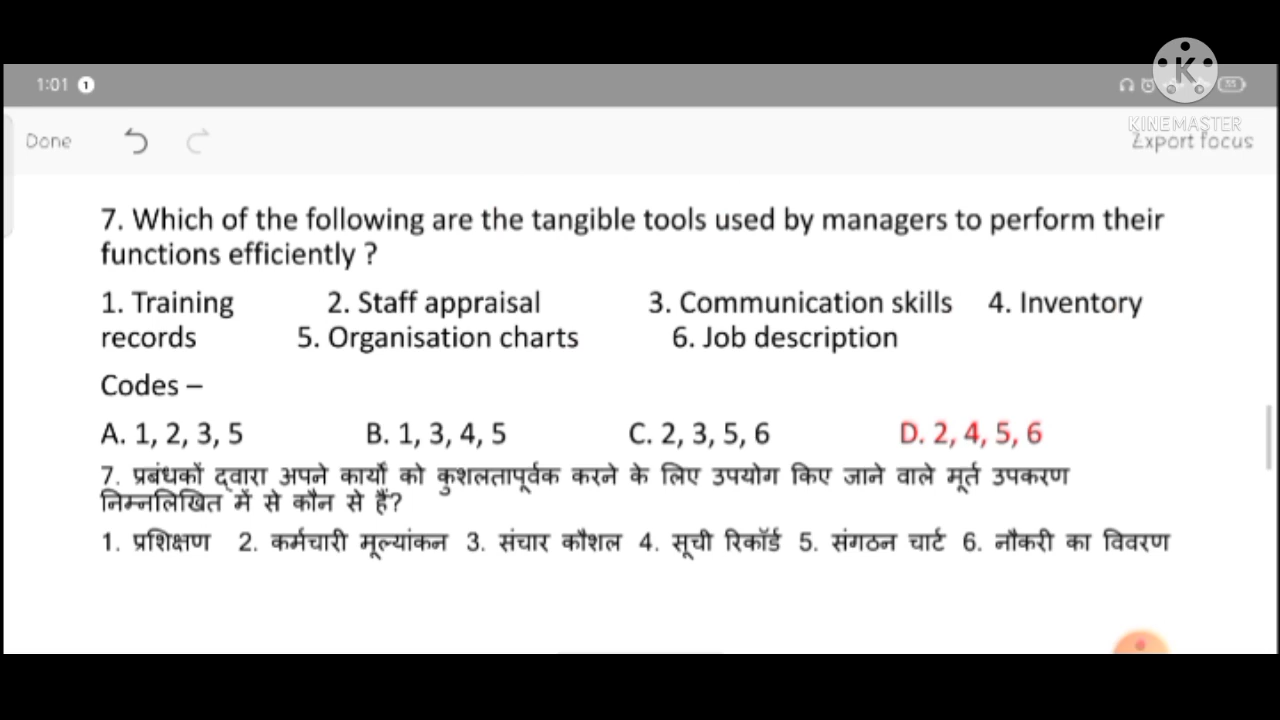 1:01 1
33
KINEMASTER
Done
Export focus
7. Which of the following are the tangible tools used by managers to perform their
functions efficiently ?
1. Training 2. Staff appraisal 3. Communication skills 4. Inventory
records 5. Organisation charts 6. Job description
Codes –
A. 1, 2, 3, 5 B. 1, 3, 4, 5 C. 2, 3, 5, 6 D. 2, 4, 5, 6
7. प्रबंधकों द्वारा अपने कार्यों को कुशलतापूर्वक करने के लिए उपयोग किए जाने वाले मूर्त उपकरण
निम्नलिखित में से कौन से हैं?
1. प्रशिक्षण 2. कर्मचारी मूल्यांकन 3. संचार कौशल 4. सूची रिकॉर्ड 5. संगठन चार्ट 6. नौकरी का विवरण